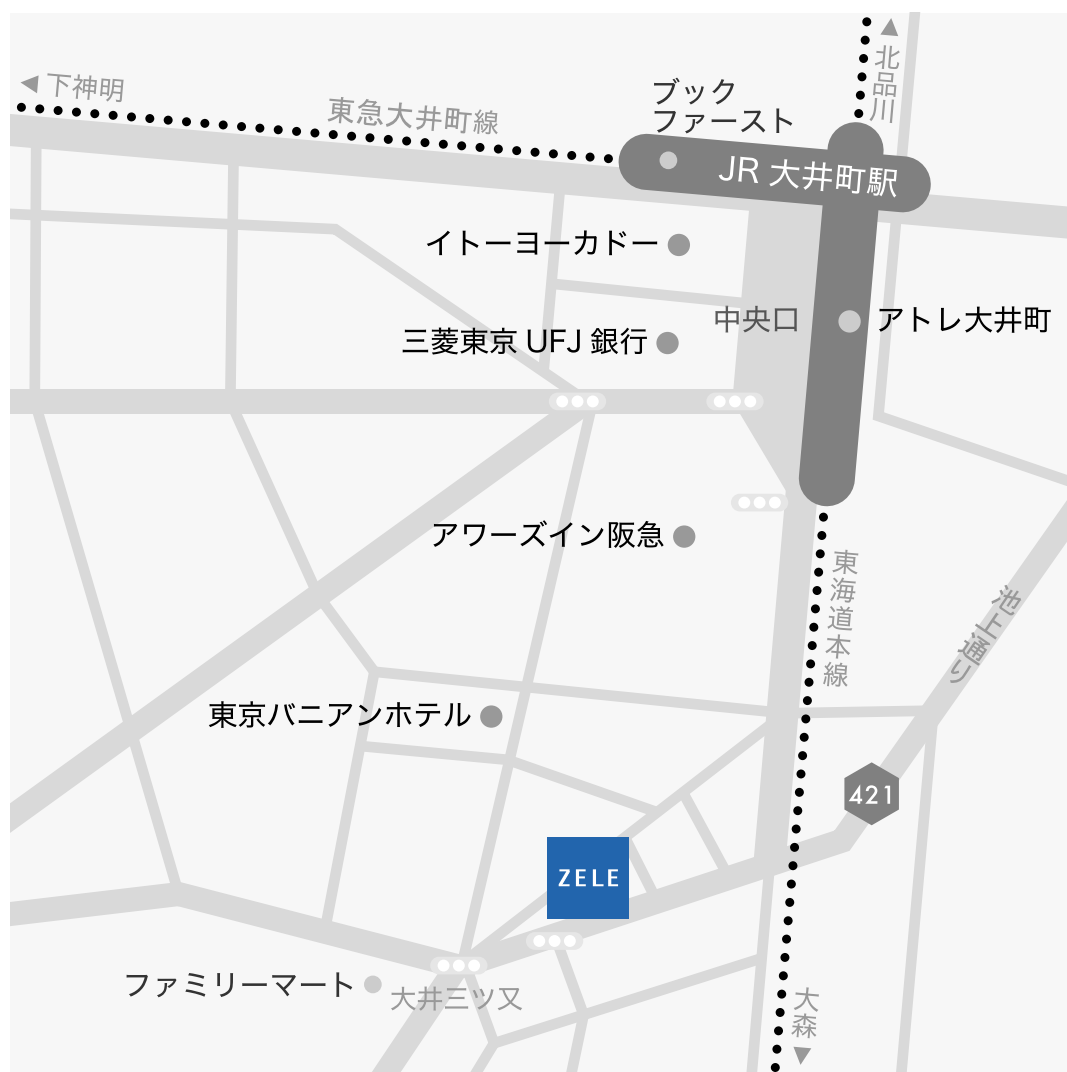 北品川
下神明
東急大井町線
ブック
ファースト
JR 大井町駅
イトーヨーカドー
中央口
アトレ大井町
三菱東京 UFJ 銀行
アワーズイン阪急
東海道本線
池上通り
東京バニアンホテル
421
ZELE
ファミリーマート
大井三ツ又
大森